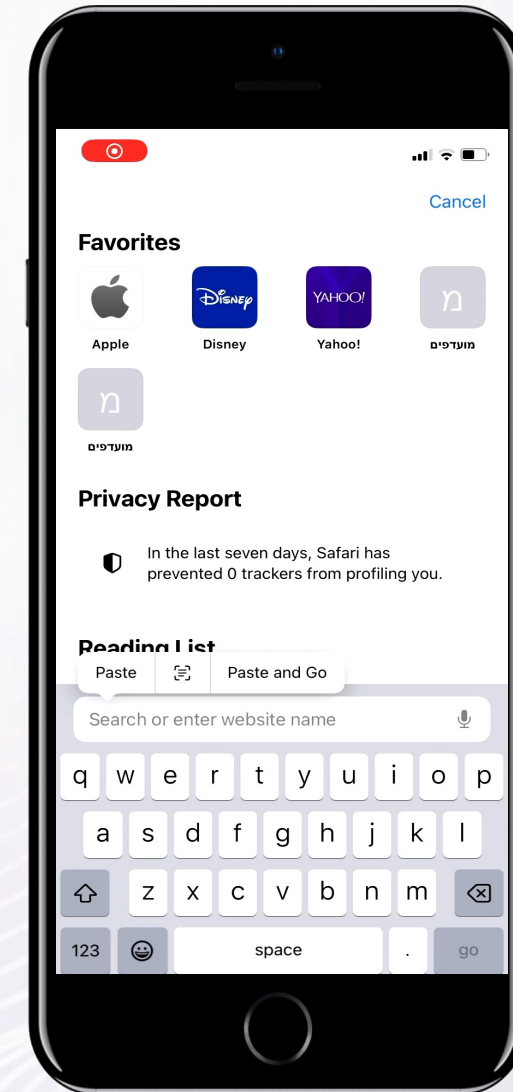 Cancel
Favorites
Disney YAHOO! מ
Apple Disney Yahoo! מועדפים
מ
מועדפים
Privacy Report
In the last seven days, Safari has
prevented 0 trackers from profiling you.
Reading List
Paste Paste and Go
Search or enter website name
q w e r t y u i o p
a s d f g h j k l
z x c v b n m
123 space . go